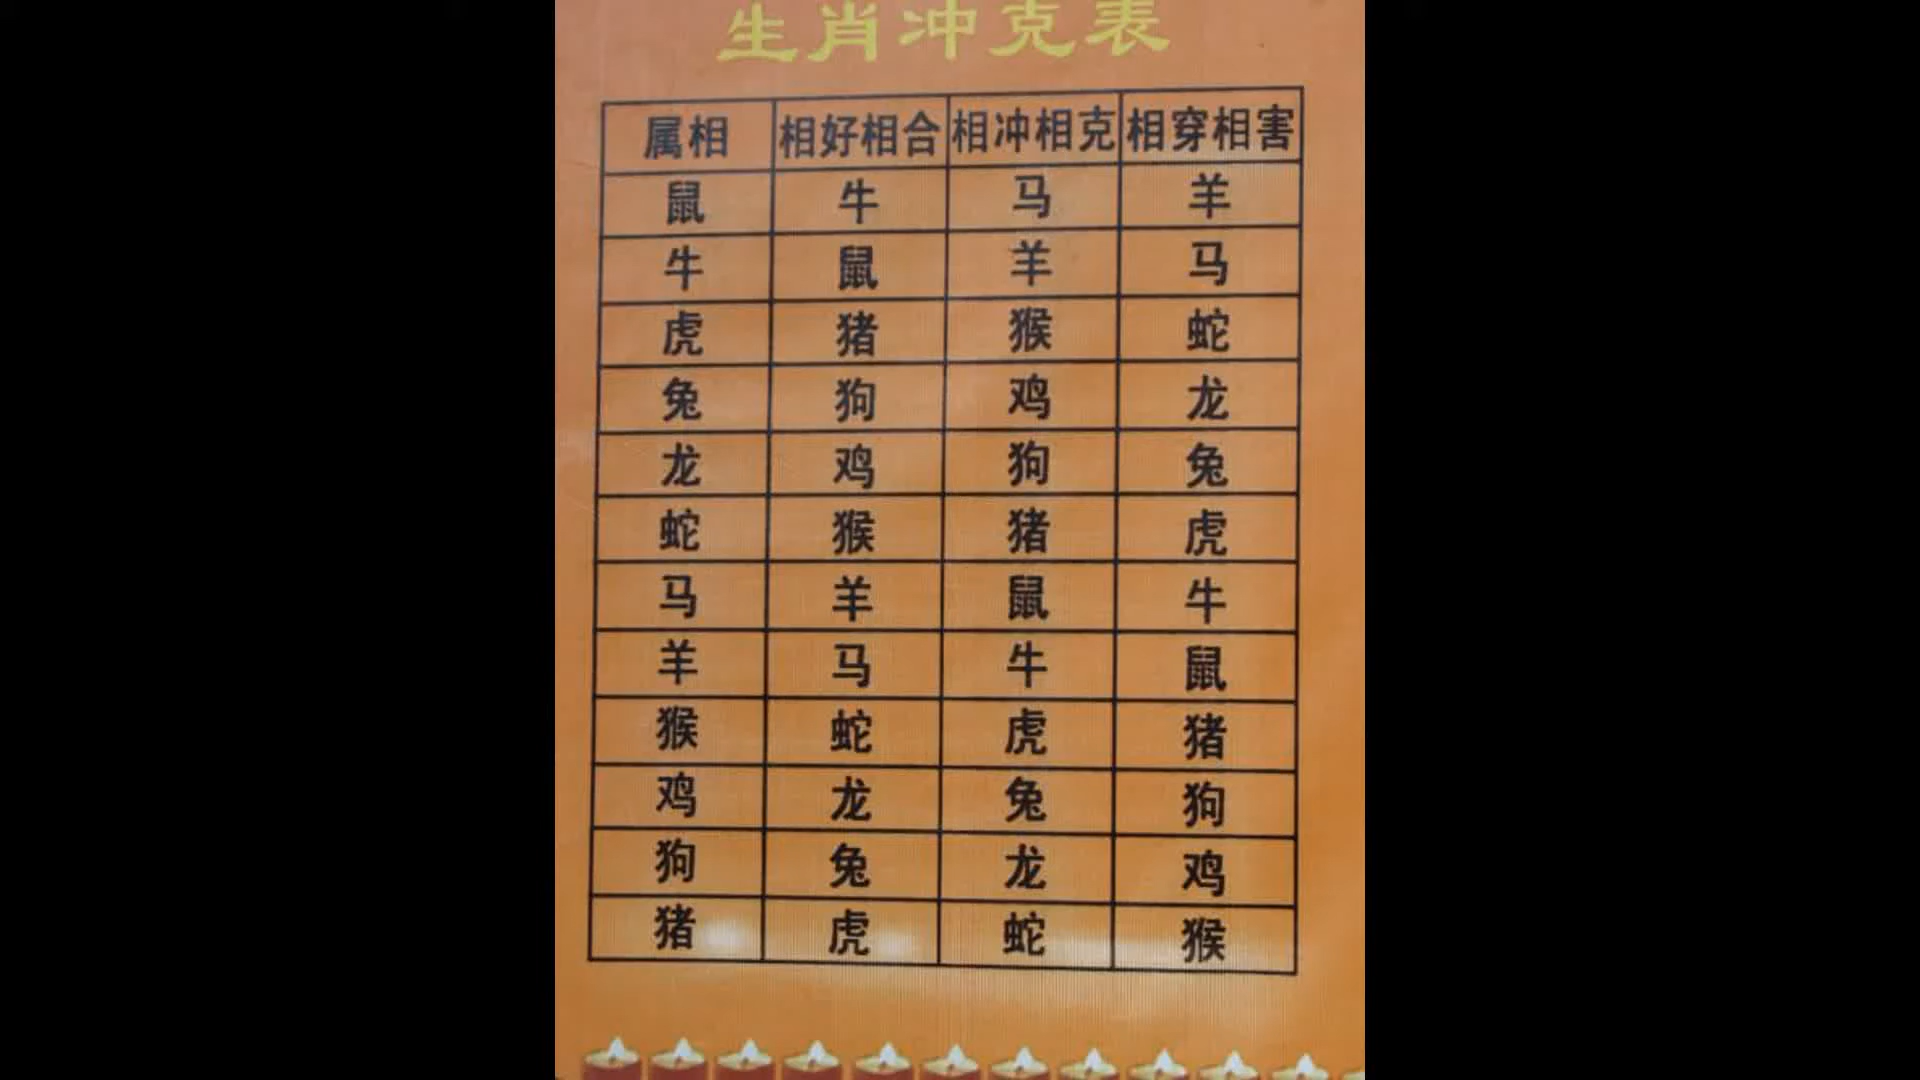 生肖冲克表
属相 相好相合 相冲相克 相穿相害
鼠 牛 马 羊
牛 鼠 羊 马
虎 猪 猴 蛇
兔 狗 鸡 龙
龙 鸡 狗 兔
蛇 猴 猪 虎
马 羊 鼠 牛
羊 马 牛 鼠
猴 蛇 虎 猪
鸡 龙 兔 狗
狗 兔 龙 鸡
猪 虎 蛇 猴